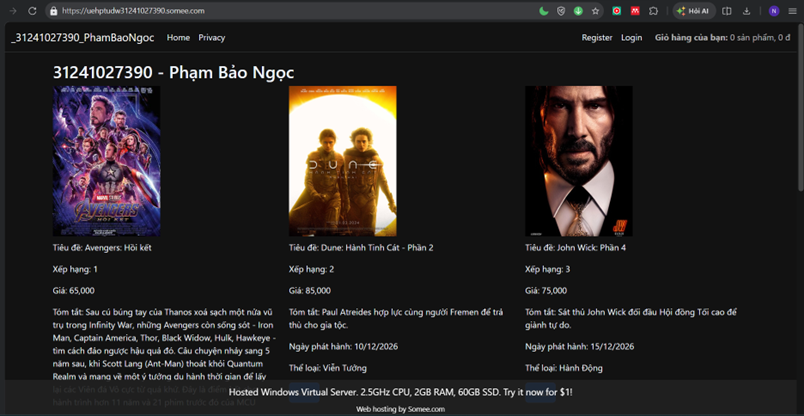 https://uehptudw31241027390.somee.com
Hỏi AI
N
_31241027390_PhamBaoNgoc Home Privacy Register Login Giỏ hàng của bạn: 0 sản phẩm, 0 đ
31241027390 - Phạm Bảo Ngọc
MARVEL STUDIOS
AVENGERS
HỒI KẾT
DUNE
JW
Tiêu đề: Avengers: Hồi kết
Xếp hạng: 1
Giá: 65,000
Tóm tắt: Sau cú búng tay của Thanos xoá sạch một nửa vũ
trụ trong Infinity War, những Avengers còn sống sót - Iron
Man, Captain America, Thor, Black Widow, Hulk, Hawkeye -
tìm cách đảo ngược hậu quả đó. Câu chuyện nhảy sang 5
năm sau, khi Scott Lang (Ant-Man) thoát khỏi Quantum
Realm và mang về một ý tưởng du hành thời gian để lấy
Tiêu đề: Dune: Hành Tinh Cát - Phần 2
Xếp hạng: 2
Giá: 85,000
Tóm tắt: Paul Atreides hợp lực cùng người Fremen để trả
thù cho gia tộc.
Ngày phát hành: 10/12/2026
Thể loại: Viễn Tưởng
Tiêu đề: John Wick: Phần 4
Xếp hạng: 3
Giá: 75,000
Tóm tắt: Sát thủ John Wick đối đầu Hội đồng Tối cao để
giành tự do.
Ngày phát hành: 15/12/2026
Thể loại: Hành Động
Hosted Windows Virtual Server. 2.5GHz CPU, 2GB RAM, 60GB SSD. Try it now for $1!
Web hosting by Somee.com